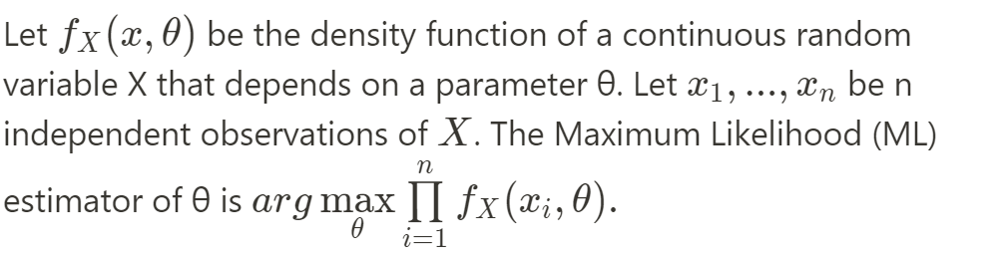 Let $f_X(x, \theta)$ be the density function of a continuous random
variable X that depends on a parameter θ. Let $x_1, ..., x_n$ be n
independent observations of $X$. The Maximum Likelihood (ML)
estimator of θ is $arg \max_{\theta} \prod_{i=1}^{n} f_X(x_i, \theta)$.